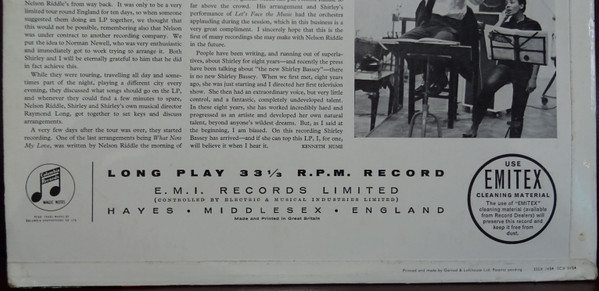 Nelson Riddle's from way back. It was only to be a very
limited tour round England for ten days, so when someone
suggested them doing an LP together, we thought that
this would not be possible, remembering also that Nelson
was under contract to another recording company. We
put the idea to Norman Newell, who was very enthusiastic
and immediately got to work trying to arrange it. Both
Shirley and I will be eternally grateful to him that he did
in fact achieve this.
While they were touring, travelling all day and some-
times part of the night, playing a different city every
evening, they discussed what songs should go on the LP,
and whenever they could find a few minutes to spare,
Nelson Riddle, Shirley and Shirley's own musical director
Raymond Long, got together to set keys and discuss
arrangements.
A very few days after the tour was over, they started
recording. One of the last arrangements being What Now
My Love, was written by Nelson Riddle the morning of
far above the crowd. His arrangement and Shirley's
performance of Let's Face the Music had the orchestra
applauding during the session, which in this business is a
very great compliment. I sincerely hope that this is the
first of many recordings she may make with Nelson Riddle
in the future.
People have been writing, and running out of superla-
tives, about Shirley for eight years—and recently the press
have been talking about "the new Shirley Bassey"—there
is no new Shirley Bassey. When we first met, eight years
ago, she was just starting and I directed her first television
show. She then had an extraordinary voice, but very little
control, and a fantastic, completely undeveloped talent.
In these eight years, she has worked incredibly hard and
progressed as an artiste and developed her own natural
talent, beyond anyone's wildest dreams. But, as I said at
the beginning, I am biased. On this recording Shirley
Bassey has arrived—and if she can top this LP, I, for one,
will believe it when I hear it.
KENNETH HUME
MAGIC NOTES
LONG PLAY 33⅓ R.P.M. RECORD
E.M.I. RECORDS LIMITED
(CONTROLLED BY ELECTRIC & MUSICAL INDUSTRIES LIMITED)
HAYES • MIDDLESEX • ENGLAND
Made and Printed in Great Britain
USE
EMITEX
CLEANING MATERIAL
The use of "EMITEX"
cleaning material (available
from Record Dealers) will
preserve this record and
keep it free from
dust.
Printed and made by